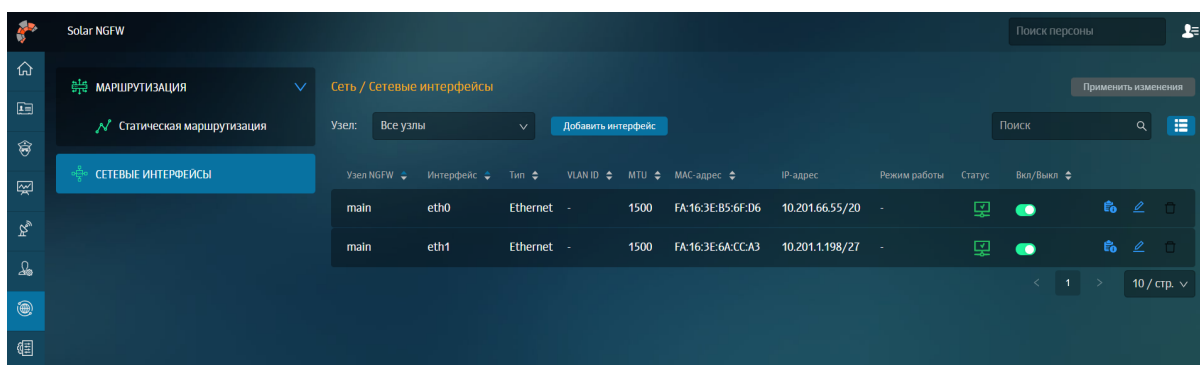 Solar NGFW
Поиск персоны
МАРШРУТИЗАЦИЯ
Статическая маршрутизация
СЕТЕВЫЕ ИНТЕРФЕЙСЫ
Сеть / Сетевые интерфейсы
Применить изменения
Узел: Все узлы Добавить интерфейс Поиск
Узел NGFW Интерфейс Тип VLAN ID MTU MAC-адрес IP-адрес Режим работы Статус Вкл/Выкл
main eth0 Ethernet - 1500 FA:16:3E:B5:6F:D6 10.201.66.55/20 -
main eth1 Ethernet - 1500 FA:16:3E:6A:CC:A3 10.201.1.198/27 -
< 1 > 10 / стр.